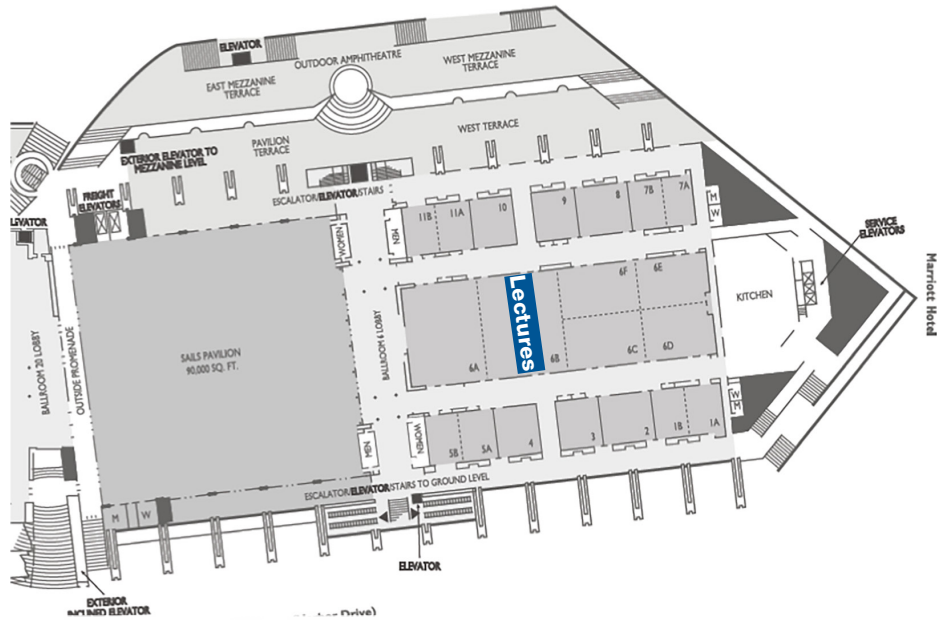 ELEVATOR
OUTDOOR AMPHITHEATRE
WEST MEZZANINE
TERRACE
EAST MEZZANINE
TERRACE
WEST TERRACE
PAVILION
TERRACE
EXTERIOR ELEVATOR TO
MEZZANINE LEVEL
ESCALATOR/ELEVATOR/STAIRS
FREIGHT
ELEVATORS
SERVICE
ELEVATORS
Marriott Hotel
WOMEN
MEN
11B
11A
10
9
8
7B
7A
M
W
KITCHEN
6F
6E
Lectures
6A
6B
6C
6D
BALLROOM 6 LOBBY
SAILS PAVILION
90,000 SQ. FT.
BALLROOM 20 LOBBY
OUTSIDE PROMENADE
W
M
MEN
WOMEN
5B
5A
4
3
2
1B
1A
ESCALATOR/ELEVATOR/STAIRS TO GROUND LEVEL
M
W
ELEVATOR
EXTERIOR
INCLINED ELEVATOR
Drive)